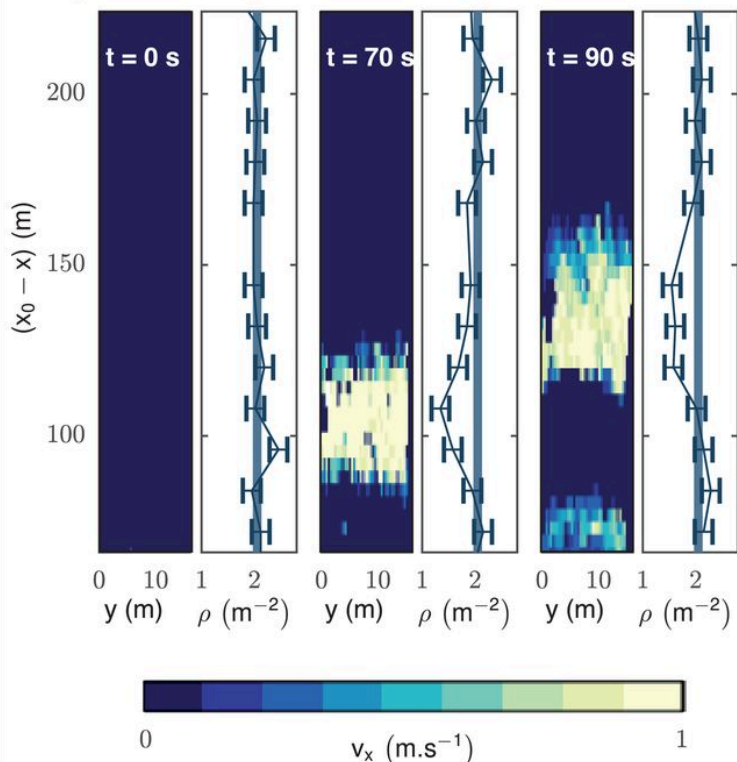 t = 0 s t = 70 s t = 90 s
200
150
100
(x₀ − x) (m)
0 10 1 2 0 10 1 2 0 10 1 2
y (m) ρ (m⁻²) y (m) ρ (m⁻²) y (m) ρ (m⁻²)
0 1
vₓ (m.s⁻¹)